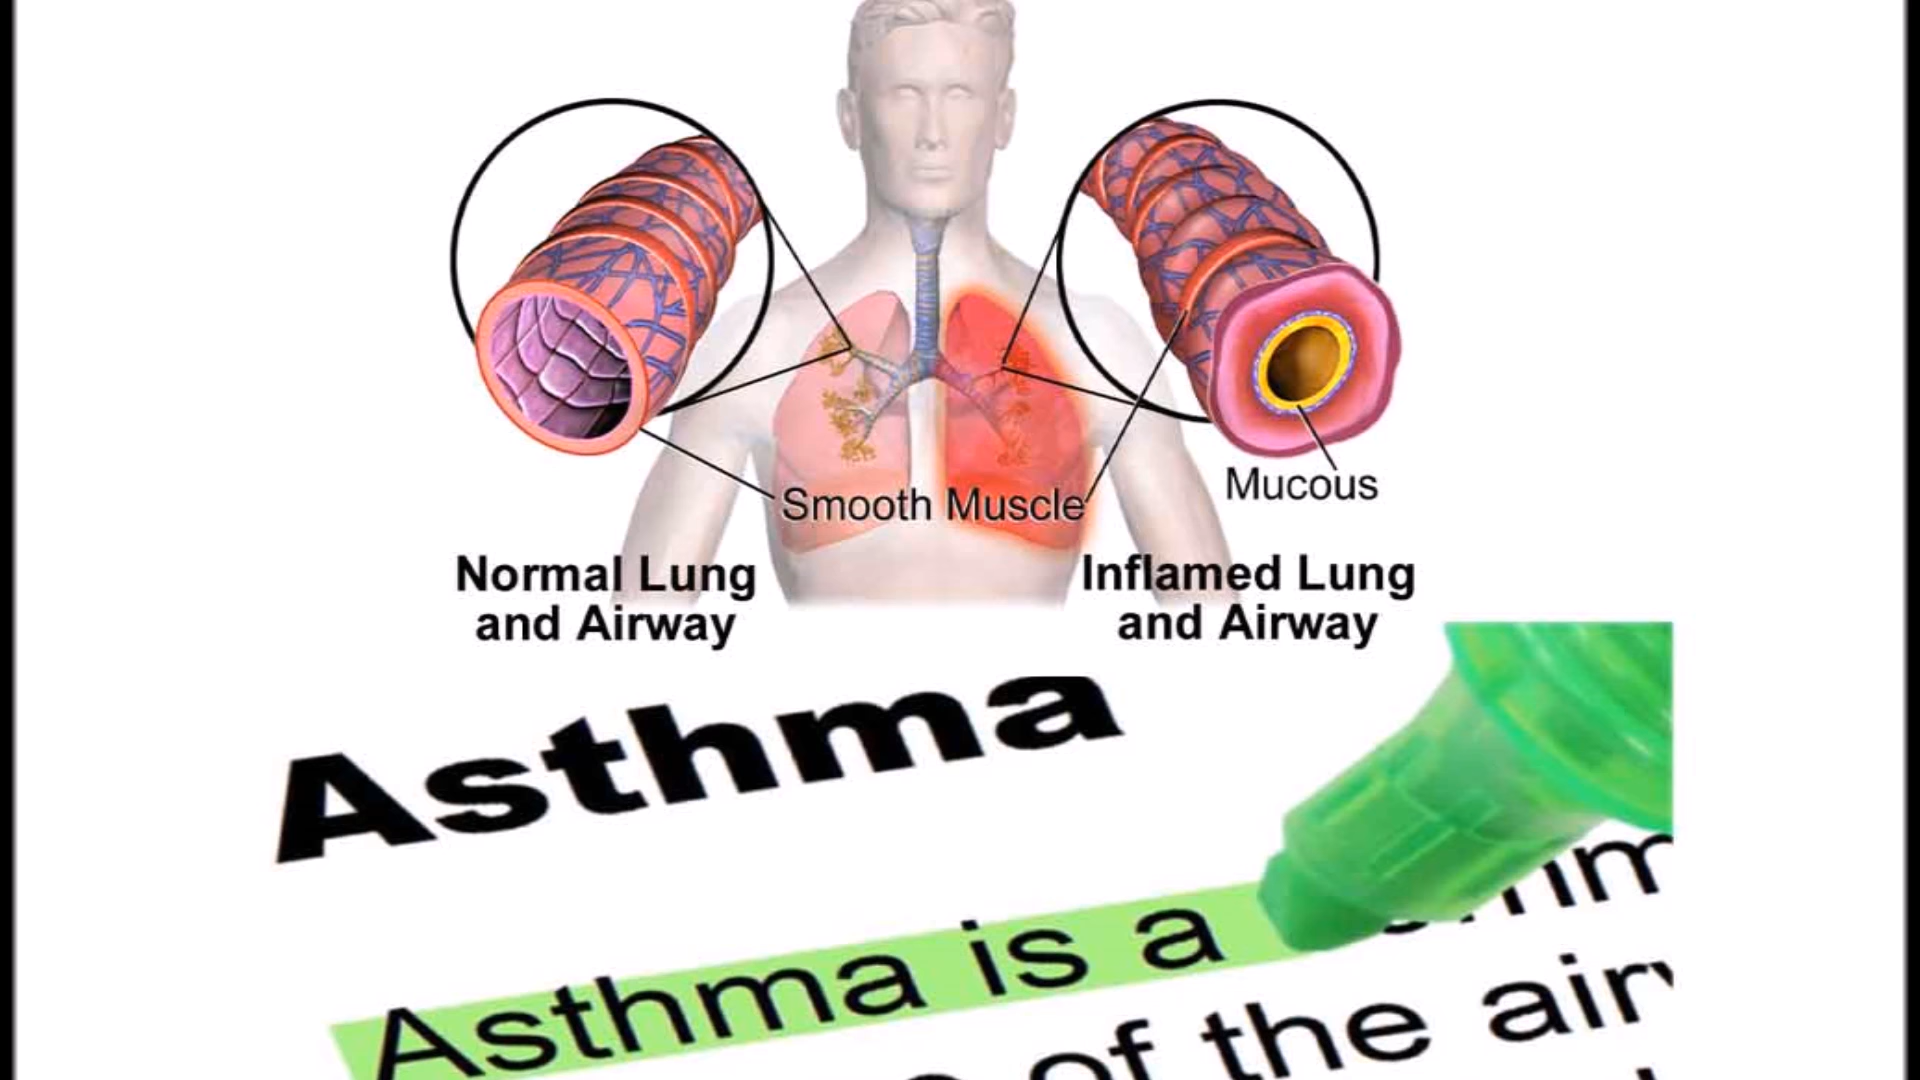 Smooth Muscle
Mucous
Normal Lung
and Airway
Inflamed Lung
and Airway
Asthma
Asthma is a
of the